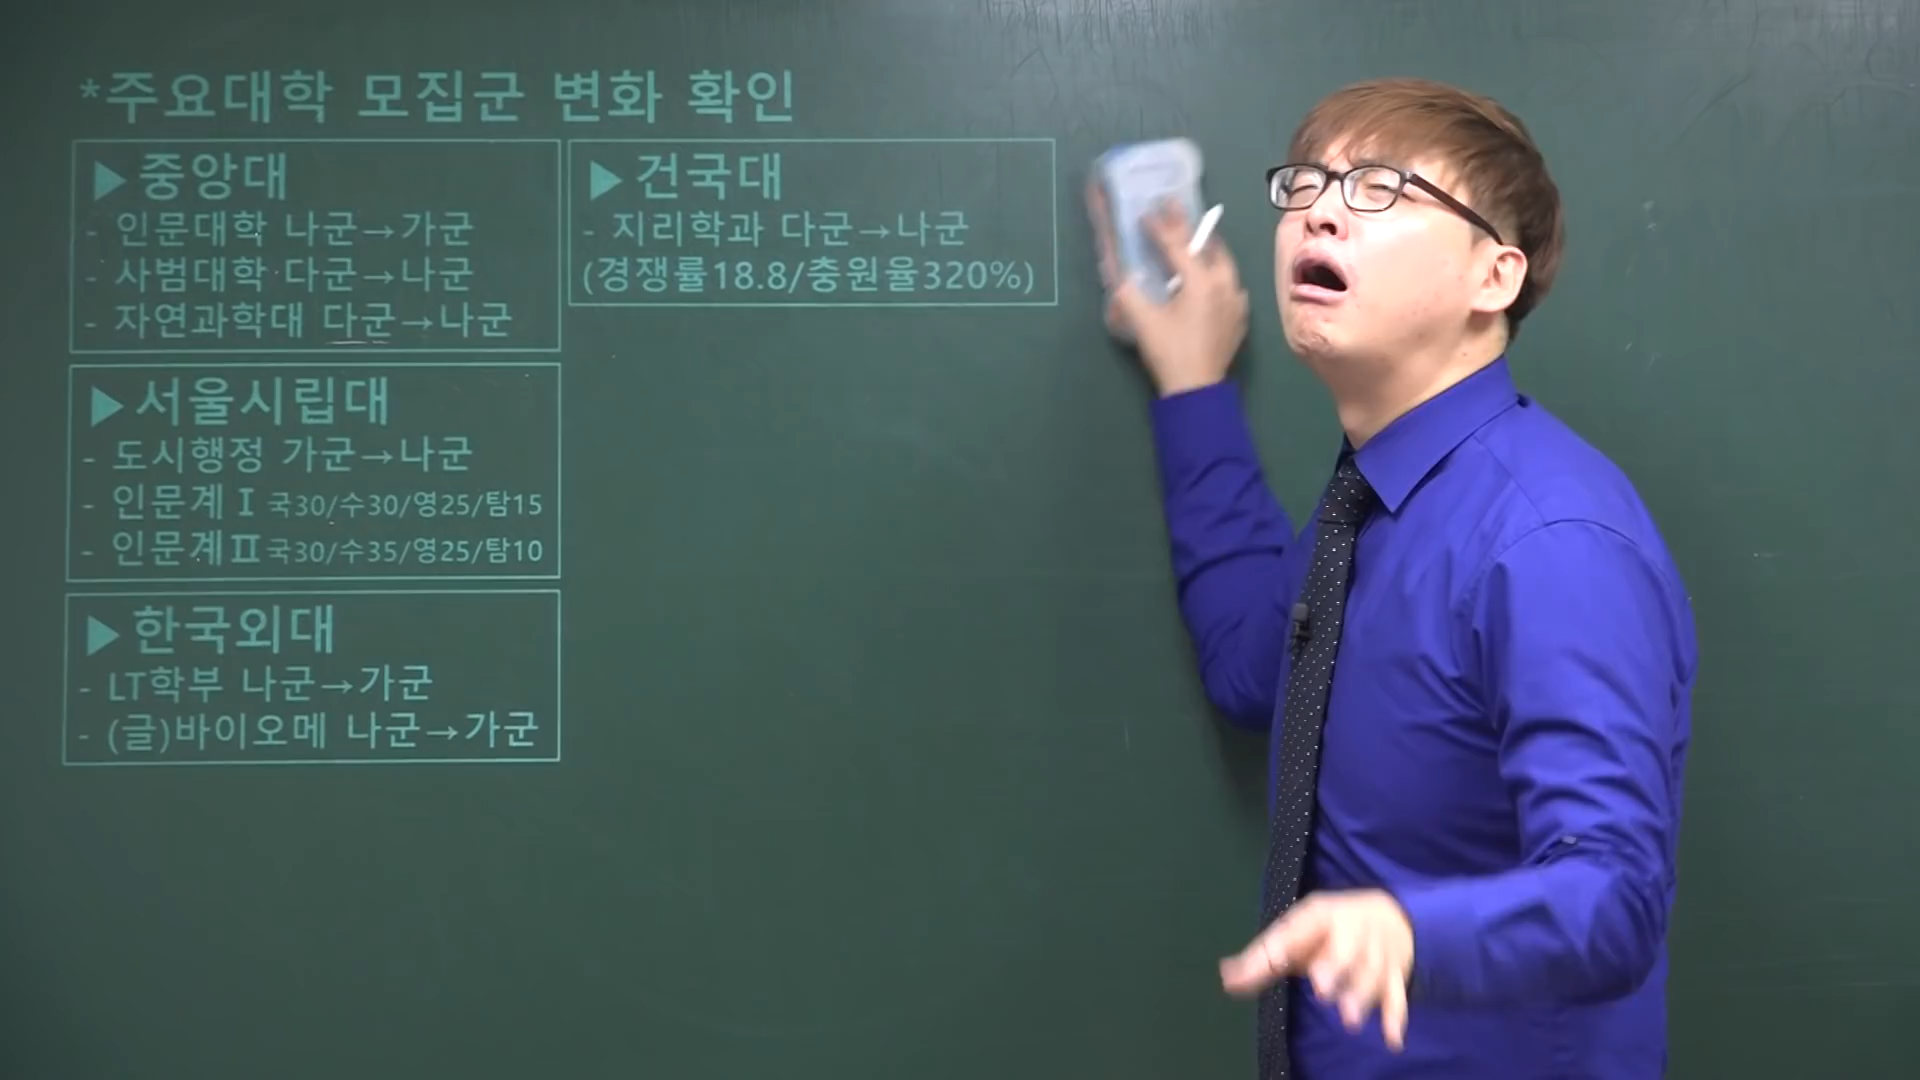 *주요대학 모집군 변화 확인
▶중앙대
- 인문대학 나군→가군
- 사범대학 다군→나군
- 자연과학대 다군→나군
▶서울시립대
- 도시행정 가군→나군
- 인문계Ⅰ 국30/수30/영25/탐15
- 인문계Ⅱ 국30/수35/영25/탐10
▶한국외대
- LT학부 나군→가군
- (글)바이오메 나군→가군
▶건국대
- 지리학과 다군→나군
(경쟁률18.8/충원율320%)